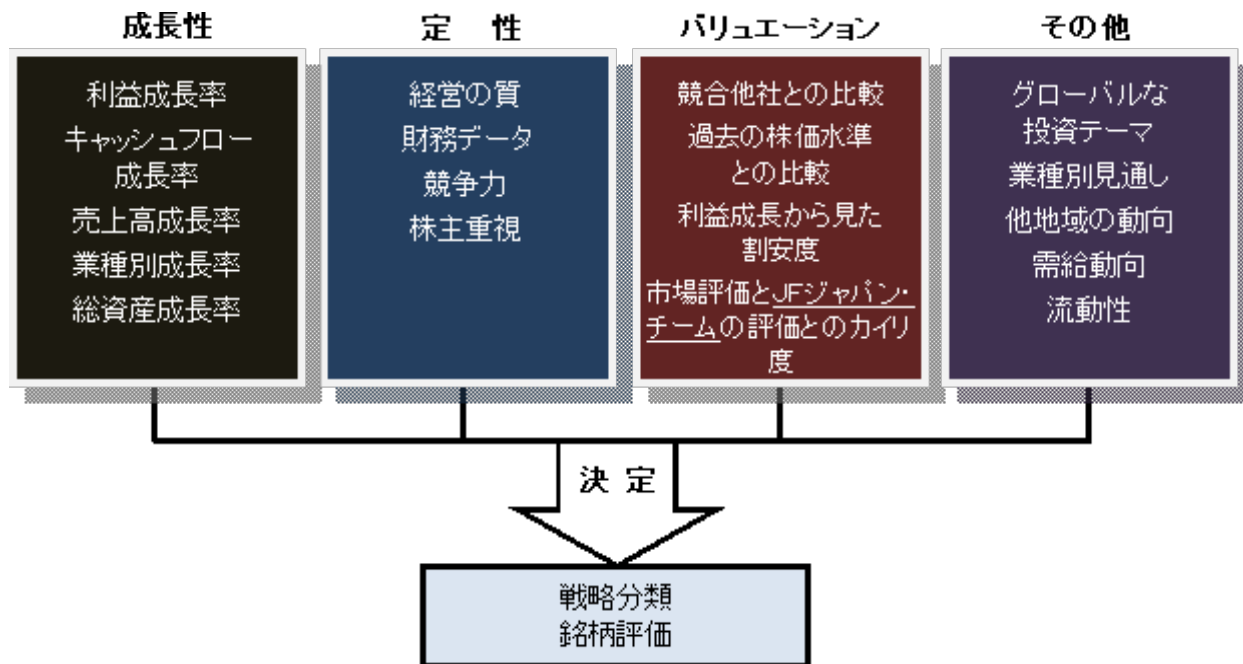 成長性
利益成長率
キャッシュフロー
成長率
売上高成長率
業種別成長率
総資産成長率
定 性
経営の質
財務データ
競争力
株主重視
バリュエーション
競合他社との比較
過去の株価水準
との比較
利益成長から見た
割安度
市場評価とJFジャパン・
チームの評価とのカイリ
度
その他
グローバルな
投資テーマ
業種別見通し
他地域の動向
需給動向
流動性
決 定
戦略分類
銘柄評価